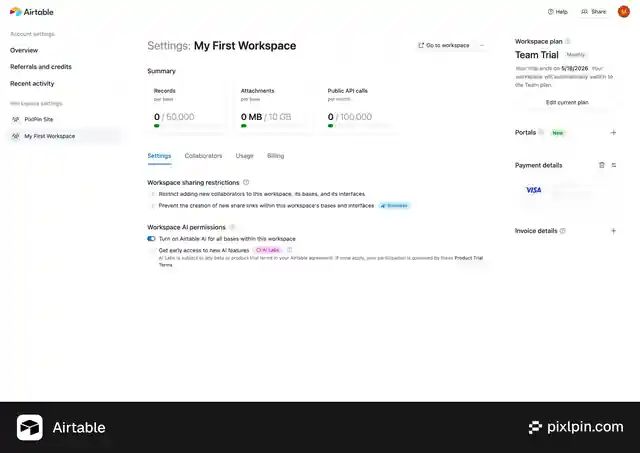 Airtable
Help
Share
M
Account settings
Overview
Referrals and credits
Recent activity
Workspace settings
PixlPin Site
My First Workspace
Settings: My First Workspace
Go to workspace
Summary
Records
per base
0 / 50,000
Attachments
per base
0 MB / 10 GB
Public API calls
per month
0 / 100,000
Settings
Collaborators
Usage
Billing
Workspace sharing restrictions
Restrict adding new collaborators to this workspace, its bases, and its interfaces
Prevent the creation of new share links within this workspace's bases and interfaces
Business
Workspace AI permissions
Turn on Airtable AI for all bases within this workspace
Get early access to new AI features
AI Labs
AI Labs is subject to any beta or product trial terms in your Airtable agreement. If none apply, your participation is governed by these Product Trial
Terms
Workspace plan
Team Trial
Monthly
Your trial ends on 5/18/2026. Your
workspace will automatically switch to
the Team plan.
Edit current plan
Portals
New
Payment details
VISA
Invoice details
Airtable
pixlpin.com